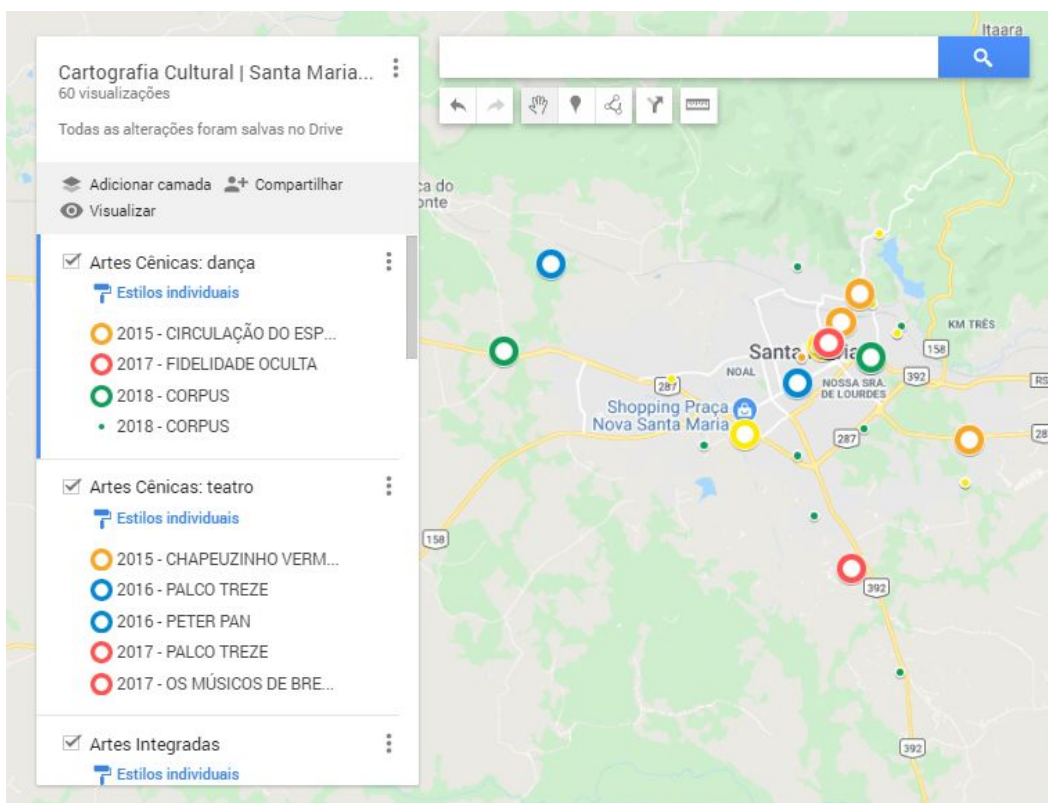 Cartografia Cultural | Santa Maria...
60 visualizações
Todas as alterações foram salvas no Drive
Adicionar camada
Compartilhar
Visualizar
Artes Cênicas: dança
Estilos individuais
2015 - CIRCULAÇÃO DO ESP...
2017 - FIDELIDADE OCULTA
2018 - CORPUS
2018 - CORPUS
Artes Cênicas: teatro
Estilos individuais
2015 - CHAPEUZINHO VERM...
2016 - PALCO TREZE
2016 - PETER PAN
2017 - PALCO TREZE
2017 - OS MÚSICOS DE BRE...
Artes Integradas
Estilos individuais
Itaara
KM TRÊS
158
NOAL
287
NOSSA SRA.
DE LOURDES
392
RS
Shopping Praça
Nova Santa Maria
287
158
392
392